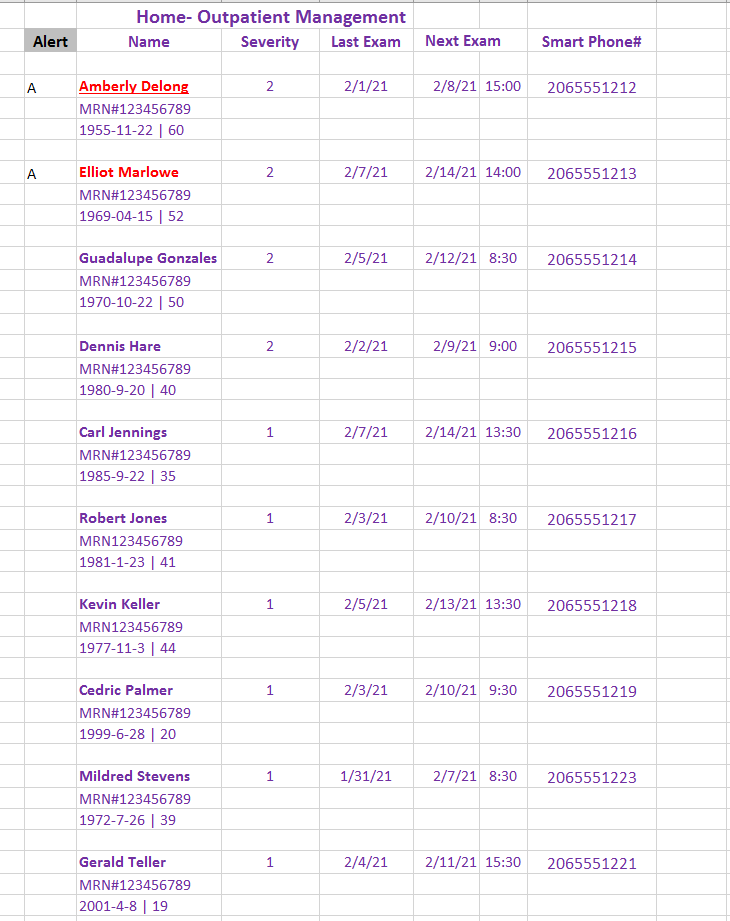 Home- Outpatient Management
Alert Name Severity Last Exam Next Exam Smart Phone#
A Amberly Delong 2 2/1/21 2/8/21 15:00 2065551212
MRN#123456789
1955-11-22 | 60
A Elliot Marlowe 2 2/7/21 2/14/21 14:00 2065551213
MRN#123456789
1969-04-15 | 52
Guadalupe Gonzales 2 2/5/21 2/12/21 8:30 2065551214
MRN#123456789
1970-10-22 | 50
Dennis Hare 2 2/2/21 2/9/21 9:00 2065551215
MRN#123456789
1980-9-20 | 40
Carl Jennings 1 2/7/21 2/14/21 13:30 2065551216
MRN#123456789
1985-9-22 | 35
Robert Jones 1 2/3/21 2/10/21 8:30 2065551217
MRN123456789
1981-1-23 | 41
Kevin Keller 1 2/5/21 2/13/21 13:30 2065551218
MRN123456789
1977-11-3 | 44
Cedric Palmer 1 2/3/21 2/10/21 9:30 2065551219
MRN#123456789
1999-6-28 | 20
Mildred Stevens 1 1/31/21 2/7/21 8:30 2065551223
MRN#123456789
1972-7-26 | 39
Gerald Teller 1 2/4/21 2/11/21 15:30 2065551221
MRN#123456789
2001-4-8 | 19